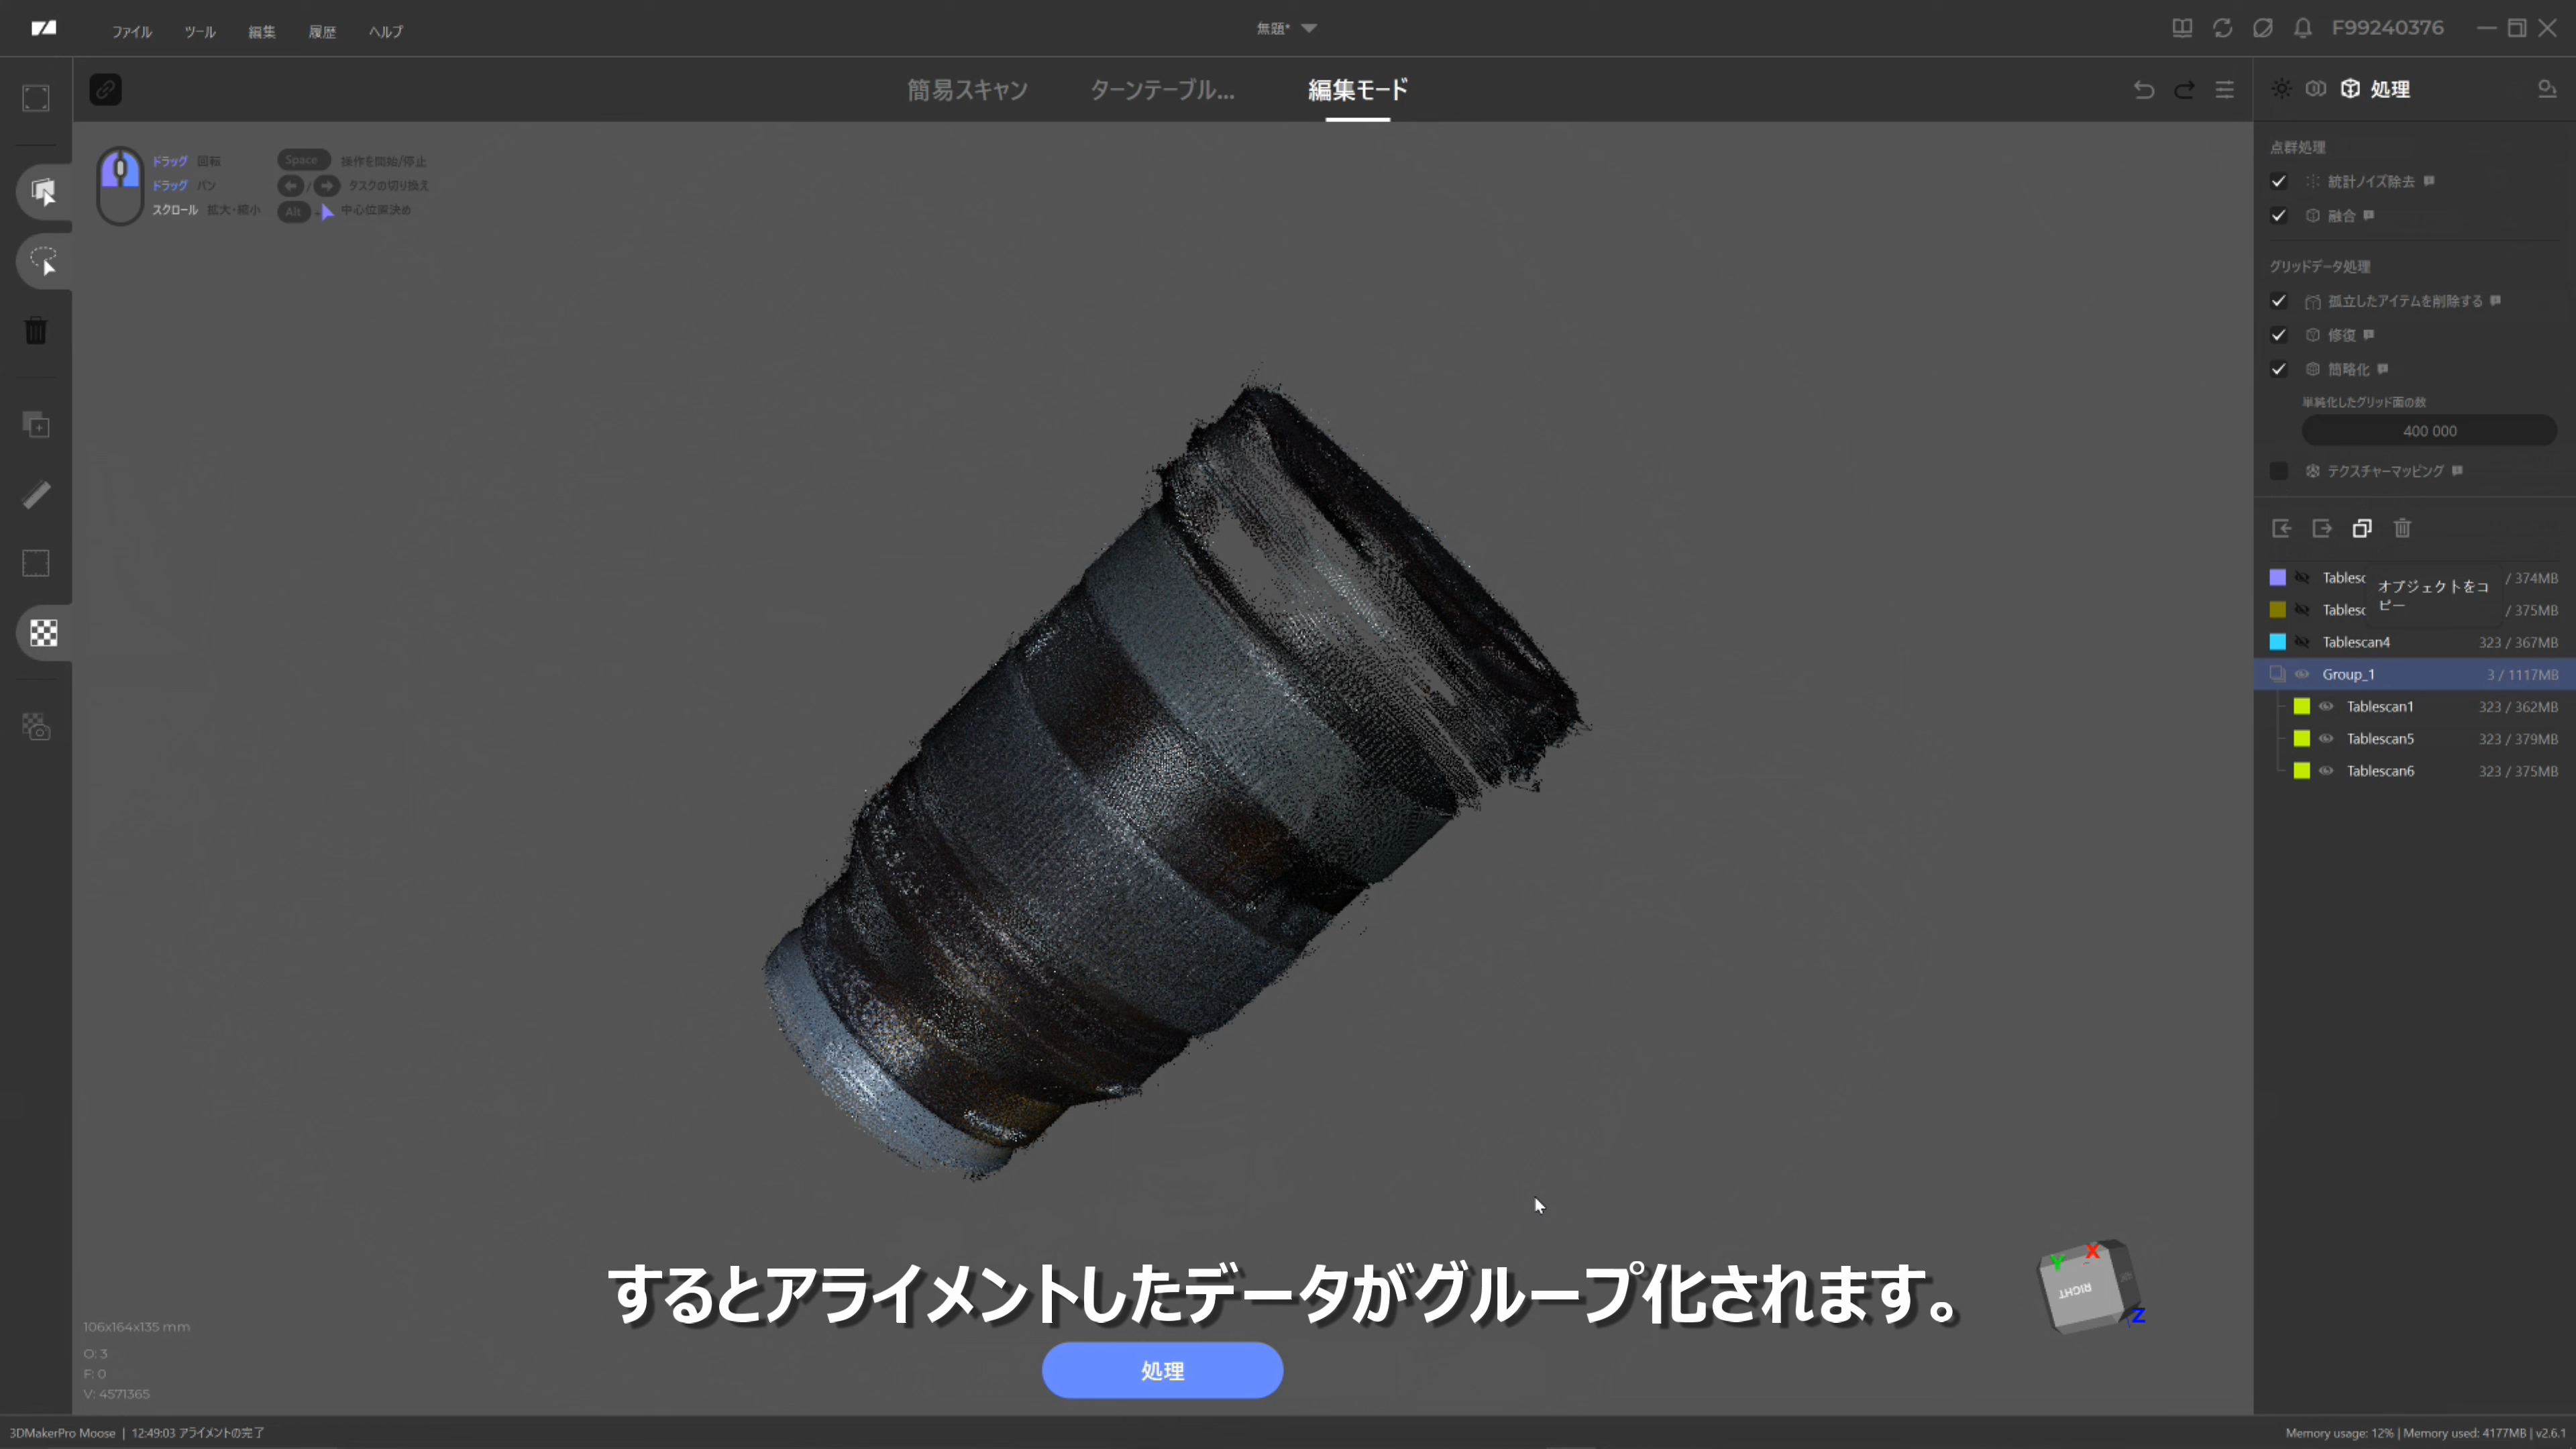 ファイル ツール 編集 履歴 ヘルプ
無題*
F99240376
簡易スキャン ターンテーブル... 編集モード
処理
ドラッグ 回転
ドラッグ パン
スクロール 拡大・縮小
Space 操作を開始/停止
/ タスクの切り換え
Alt + 中心位置決め
点群処理
統計ノイズ除去
融合
グリッドデータ処理
孤立したアイテムを削除する
修復
簡略化
単純化したグリッド面の数
400 000
テクスチャーマッピング
Tablesc / 374MB
Tablesc / 375MB
オブジェクトをコ
ピー
Tablescan4 323 / 367MB
Group_1 3 / 1117MB
Tablescan1 323 / 362MB
Tablescan5 323 / 379MB
Tablescan6 323 / 375MB
Y X
RIGHT
Z
するとアライメントしたデータがグループ化されます。
106x164x135 mm
O: 3
F: 0
V: 4571365
処理
3DMakerPro Moose | 12:49:03 アライメントの完了
Memory usage: 12% | Memory used: 4177MB | v2.6.1